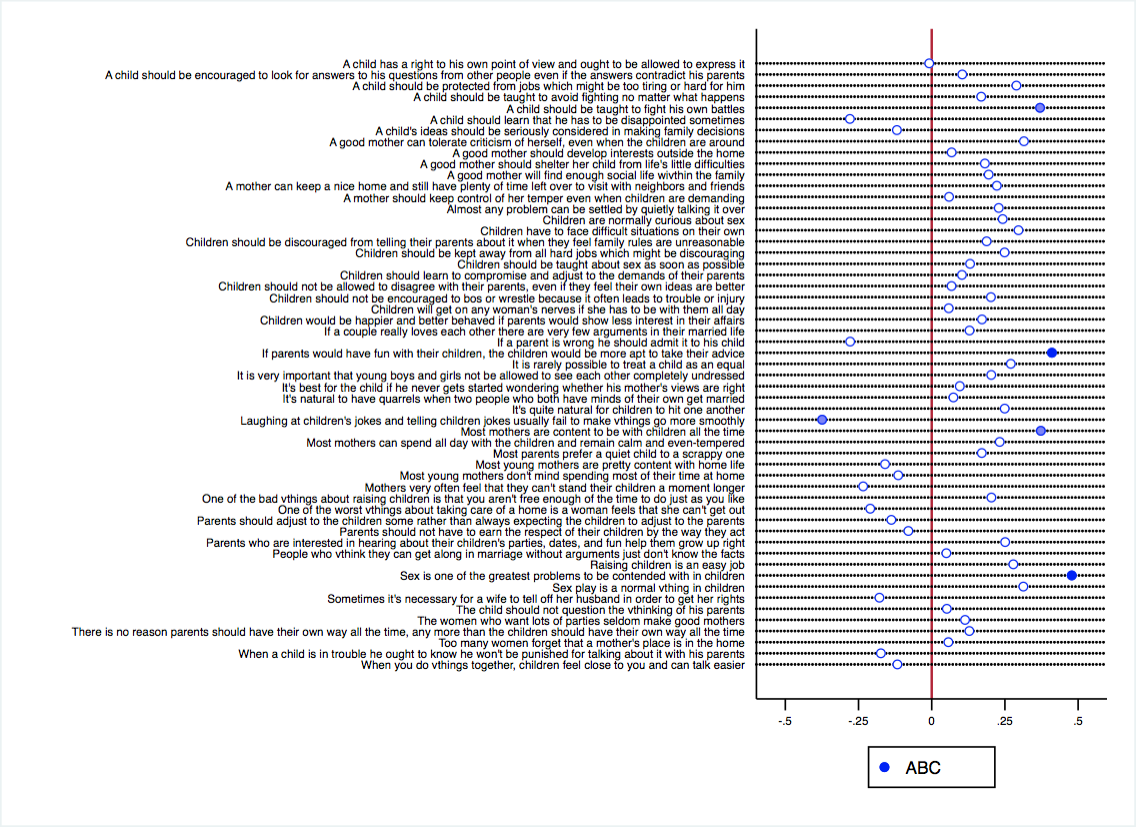 A child has a right to his own point of view and ought to be allowed to express it
A child should be encouraged to look for answers to his questions from other people even if the answers contradict his parents
A child should be protected from jobs which might be too tiring or hard for him
A child should be taught to avoid fighting no matter what happens
A child should be taught to fight his own battles
A child should learn that he has to be disappointed sometimes
A child's ideas should be seriously considered in making family decisions
A good mother can tolerate criticism of herself, even when the children are around
A good mother should develop interests outside the home
A good mother should shelter her child from life's little difficulties
A good mother will find enough social life wivthin the family
A mother can keep a nice home and still have plenty of time left over to visit with neighbors and friends
A mother should keep control of her temper even when children are demanding
Almost any problem can be settled by quietly talking it over
Children are normally curious about sex
Children have to face difficult situations on their own
Children should be discouraged from telling their parents about it when they feel family rules are unreasonable
Children should be kept away from all hard jobs which might be discouraging
Children should be taught about sex as soon as possible
Children should learn to compromise and adjust to the demands of their parents
Children should not be allowed to disagree with their parents, even if they feel their own ideas are better
Children should not be encouraged to bos or wrestle because it often leads to trouble or injury
Children will get on any woman's nerves if she has to be with them all day
Children would be happier and better behaved if parents would show less interest in their affairs
If a couple really loves each other there are very few arguments in their married life
If a parent is wrong he should admit it to his child
If parents would have fun with their children, the children would be more apt to take their advice
It is rarely possible to treat a child as an equal
It is very important that young boys and girls not be allowed to see each other completely undressed
It's best for the child if he never gets started wondering whether his mother's views are right
It's natural to have quarrels when two people who both have minds of their own get married
It's quite natural for children to hit one another
Laughing at children's jokes and telling children jokes usually fail to make vthings go more smoothly
Most mothers are content to be with children all the time
Most mothers can spend all day with the children and remain calm and even-tempered
Most parents prefer a quiet child to a scrappy one
Most young mothers are pretty content with home life
Most young mothers don't mind spending most of their time at home
Mothers very often feel that they can't stand their children a moment longer
One of the bad vthings about raising children is that you aren't free enough of the time to do just as you like
One of the worst vthings about taking care of a home is a woman feels that she can't get out
Parents should adjust to the children some rather than always expecting the children to adjust to the parents
Parents should not have to earn the respect of their children by the way they act
Parents who are interested in hearing about their children's parties, dates, and fun help them grow up right
People who vthink they can get along in marriage without arguments just don't know the facts
Raising children is an easy job
Sex is one of the greatest problems to be contended with in children
Sex play is a normal vthing in children
Sometimes it's necessary for a wife to tell off her husband in order to get her rights
The child should not question the vthinking of his parents
The women who want lots of parties seldom make good mothers
There is no reason parents should have their own way all the time, any more than the children should have their own way all the time
Too many women forget that a mother's place is in the home
When a child is in trouble he ought to know he won't be punished for talking about it with his parents
When you do vthings together, children feel close to you and can talk easier
-.5 -.25 0 .25 .5
ABC